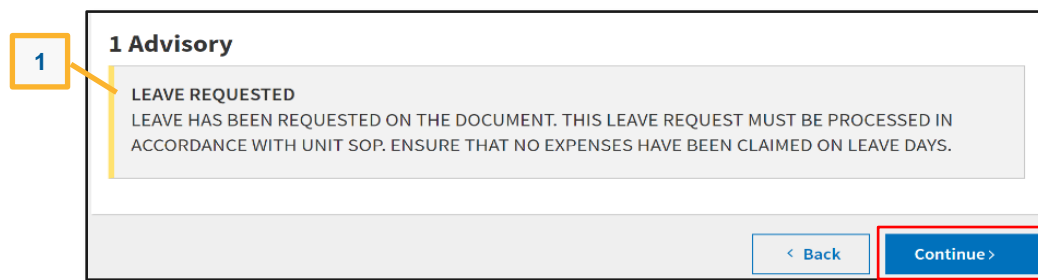 1 Advisory
1
LEAVE REQUESTED
LEAVE HAS BEEN REQUESTED ON THE DOCUMENT. THIS LEAVE REQUEST MUST BE PROCESSED IN
ACCORDANCE WITH UNIT SOP. ENSURE THAT NO EXPENSES HAVE BEEN CLAIMED ON LEAVE DAYS.
< Back
Continue >